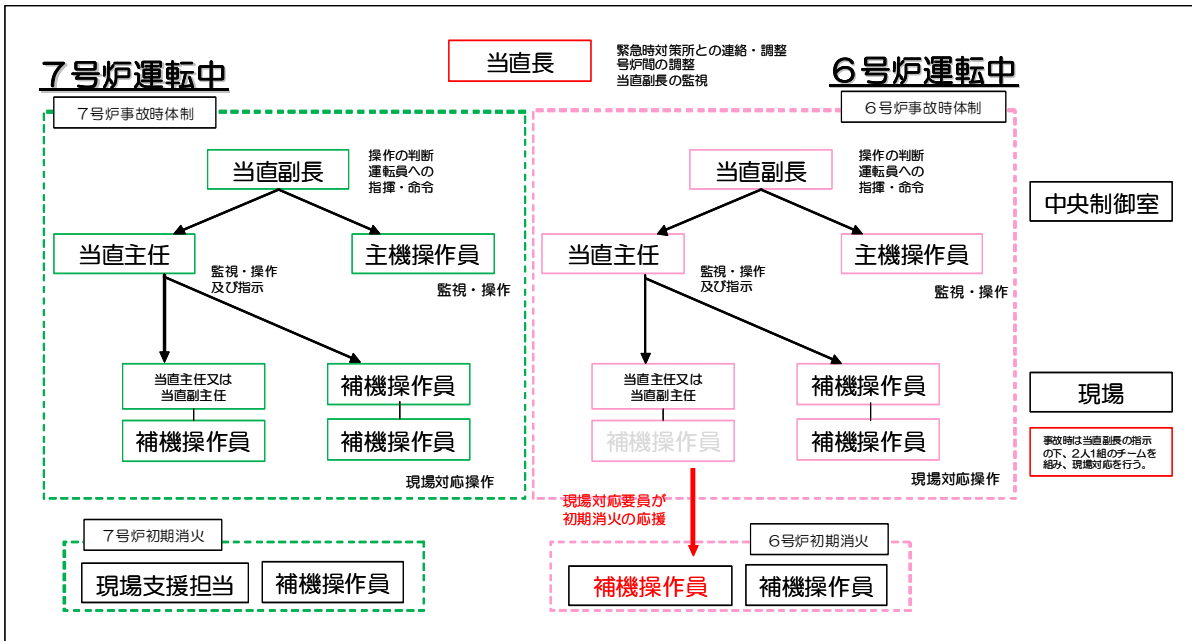 当直長
緊急時対策所との連絡・調整
号炉間の調整
当直副長の監視
7号炉運転中
6号炉運転中
7号炉事故時体制
6号炉事故時体制
当直副長
操作の判断
運転員への
指揮・命令
当直主任
主機操作員
監視・操作
及び指示
監視・操作
当直主任又は
当直副主任
補機操作員
補機操作員
補機操作員
現場対応操作
当直副長
操作の判断
運転員への
指揮・命令
当直主任
主機操作員
監視・操作
及び指示
監視・操作
当直主任又は
当直副主任
補機操作員
補機操作員
補機操作員
現場対応操作
中央制御室
現場
事故時は当直副長の指示
の下、2人1組のチームを
組み、現場対応を行う。
現場対応要員が
初期消火の応援
7号炉初期消火
現場支援担当
補機操作員
6号炉初期消火
補機操作員
補機操作員